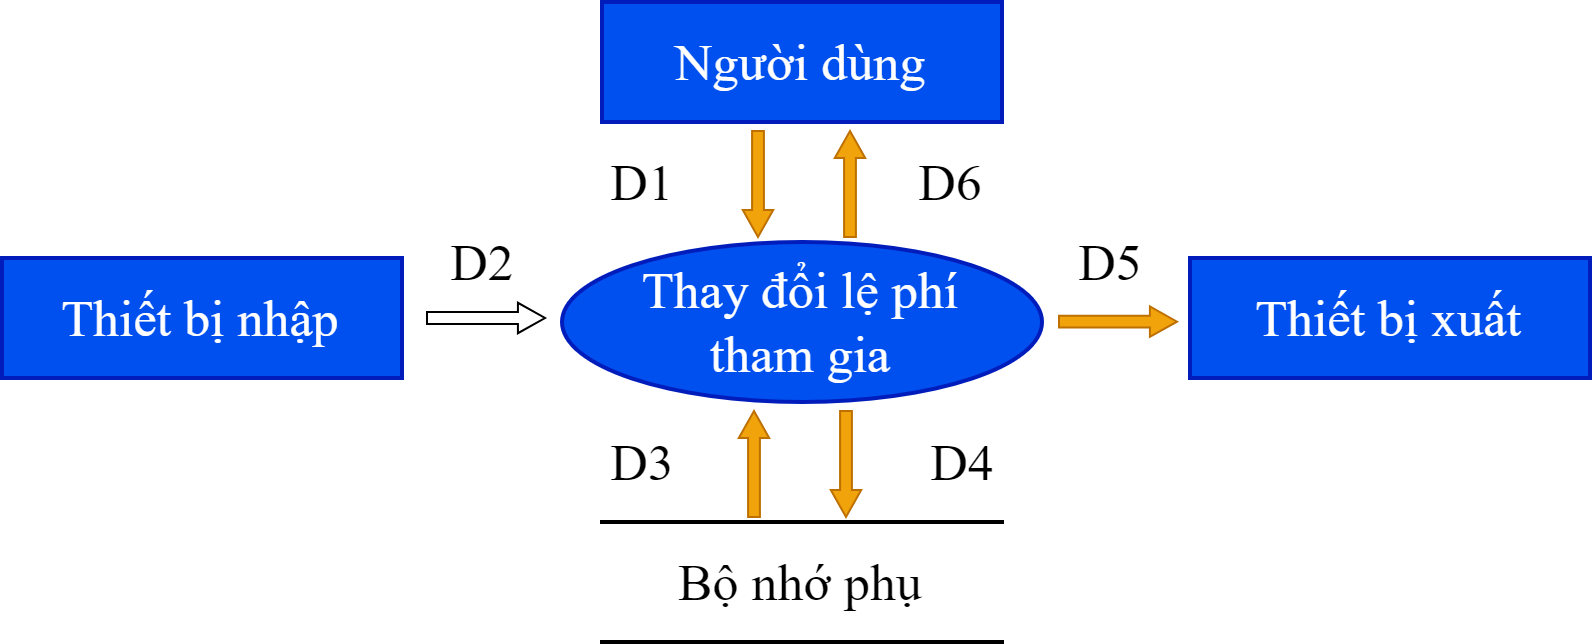 Người dùng
D1
D6
D2
D5
Thiết bị nhập
Thay đổi lệ phí
tham gia
Thiết bị xuất
D3
D4
Bộ nhớ phụ